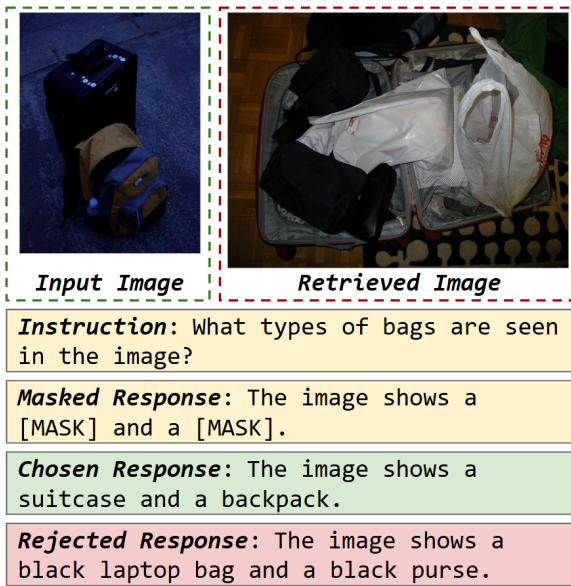 Input Image
Retrieved Image
Instruction: What types of bags are seen
in the image?
Masked Response: The image shows a
[MASK] and a [MASK].
Chosen Response: The image shows a
suitcase and a backpack.
Rejected Response: The image shows a
black laptop bag and a black purse.